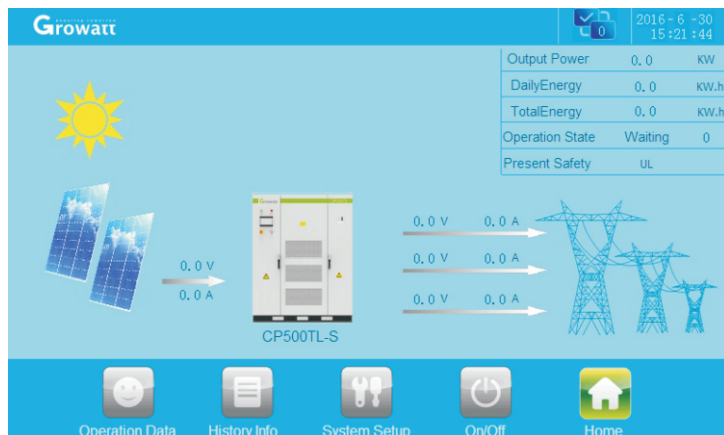 Growatt
0
2016-6-30
15:21:44
Output Power 0.0 KW
DailyEnergy 0.0 KW.h
TotalEnergy 0.0 KW.h
Operation State Waiting 0
Present Safety UL
0.0 V 0.0 A
0.0 V
0.0 A
0.0 V 0.0 A
0.0 V 0.0 A
CP500TL-S
Operation Data History Info System Setup On/Off Home